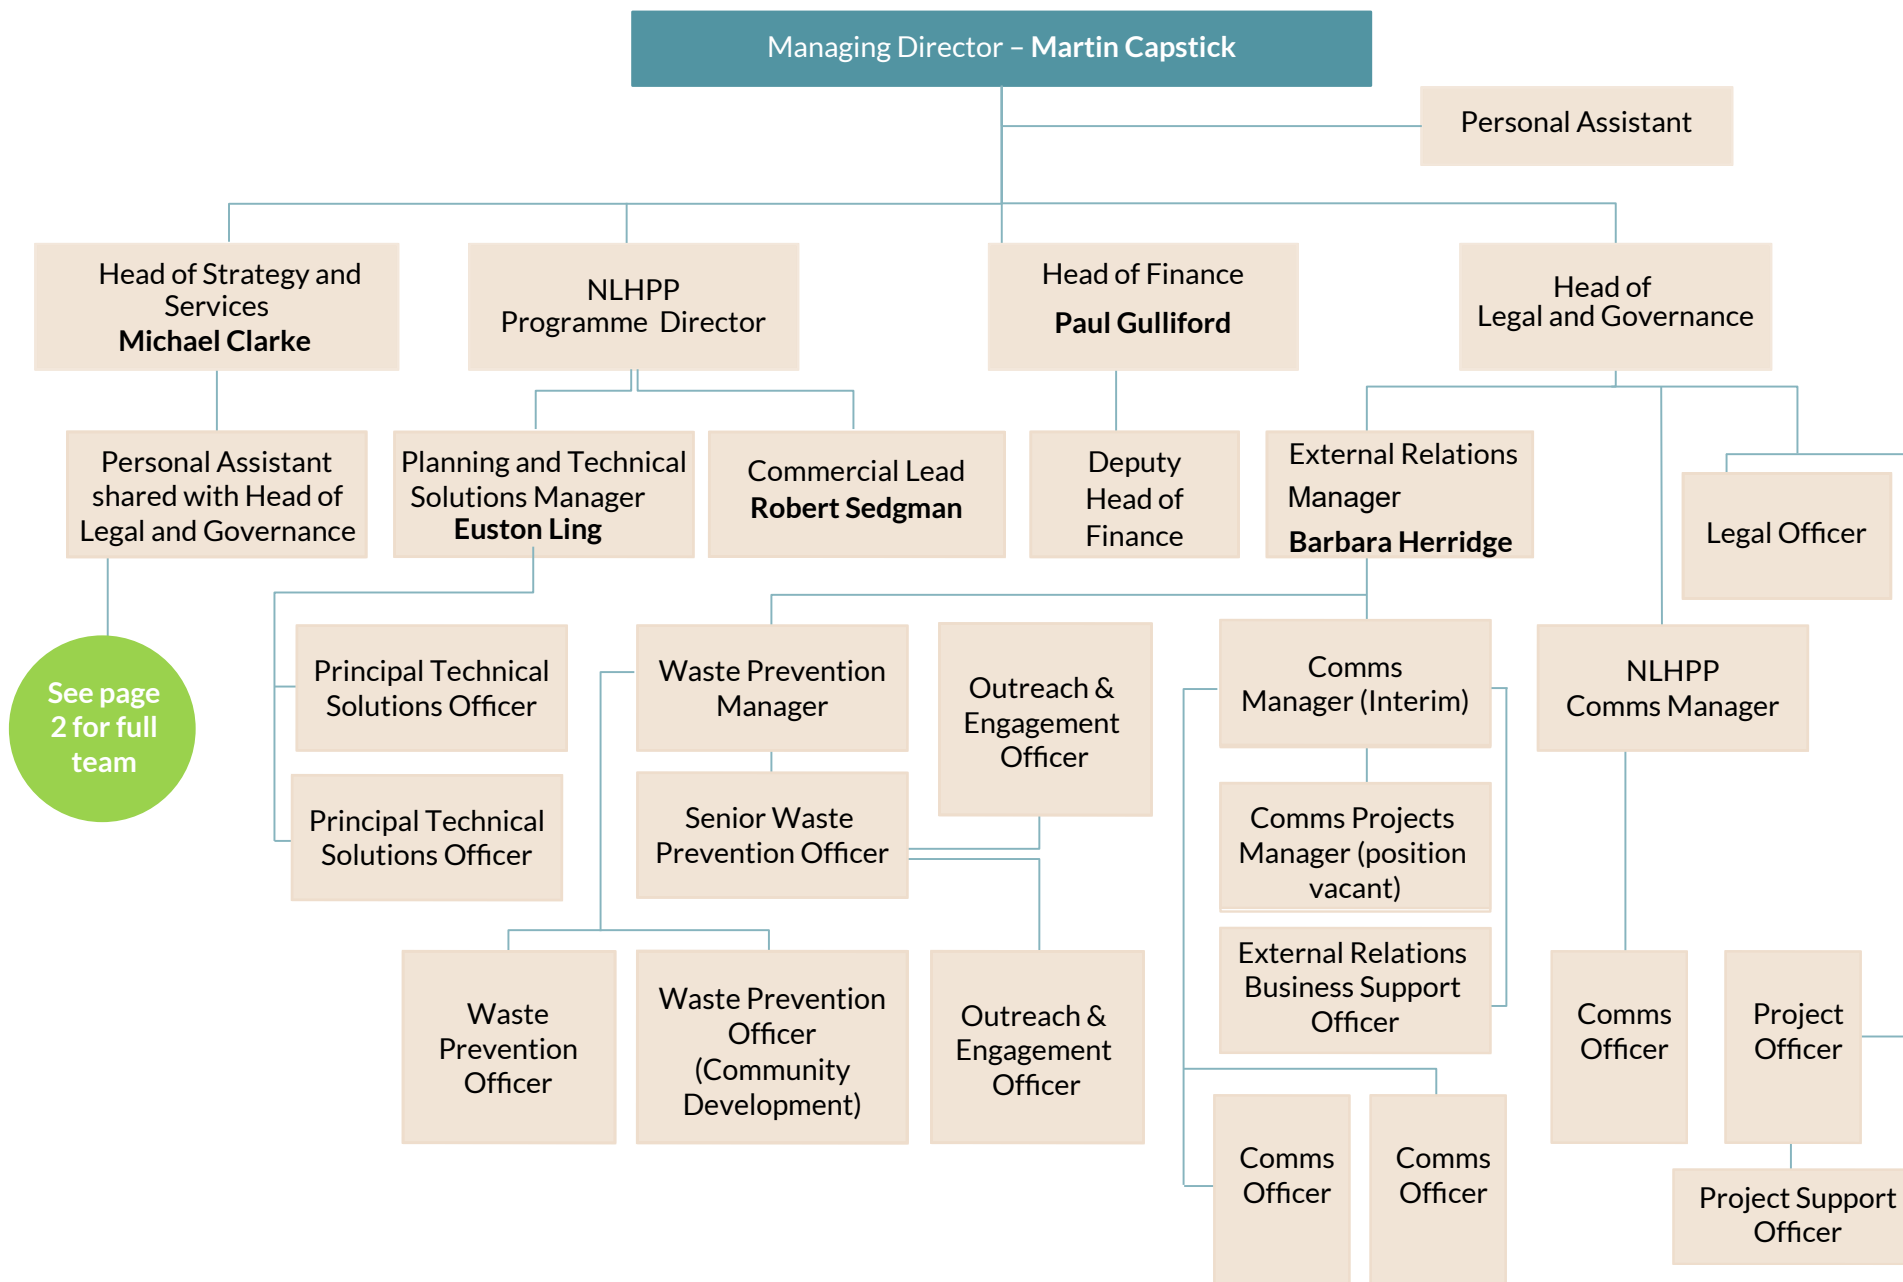 Managing Director – Martin Capstick
Personal Assistant
Head of Strategy and
Services
Michael Clarke
NLHPP
Programme Director
Head of Finance
Paul Gulliford
Head of
Legal and Governance
Personal Assistant
shared with Head of
Legal and Governance
Planning and Technical
Solutions Manager
Euston Ling
Commercial Lead
Robert Sedgman
Deputy
Head of
Finance
External Relations
Manager
Barbara Herridge
Legal Officer
See page
2 for full
team
Principal Technical
Solutions Officer
Waste Prevention
Manager
Outreach &
Engagement
Officer
Comms
Manager (Interim)
NLHPP
Comms Manager
Principal Technical
Solutions Officer
Senior Waste
Prevention Officer
Comms Projects
Manager (position
vacant)
External Relations
Business Support
Officer
Waste
Prevention
Officer
Waste Prevention
Officer
(Community
Development)
Outreach &
Engagement
Officer
Comms
Officer
Project
Officer
Comms
Officer
Comms
Officer
Project Support
Officer